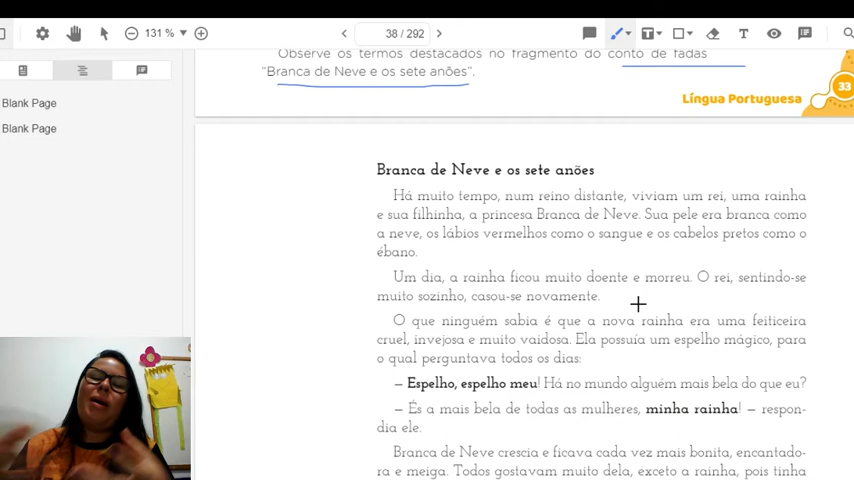 131 %
38 / 292
Observe os termos destacados no fragmento do conto de fadas
"Branca de Neve e os sete anões".
33
Língua Portuguesa
Blank Page
Blank Page
Branca de Neve e os sete anões
Há muito tempo, num reino distante, viviam um rei, uma rainha
e sua filhinha, a princesa Branca de Neve. Sua pele era branca como
a neve, os lábios vermelhos como o sangue e os cabelos pretos como o
ébano.
Um dia, a rainha ficou muito doente e morreu. O rei, sentindo-se
muito sozinho, casou-se novamente.
O que ninguém sabia é que a nova rainha era uma feiticeira
cruel, invejosa e muito vaidosa. Ela possuía um espelho mágico, para
o qual perguntava todos os dias:
– Espelho, espelho meu! Há no mundo alguém mais bela do que eu?
– És a mais bela de todas as mulheres, minha rainha! – respon-
dia ele.
Branca de Neve crescia e ficava cada vez mais bonita, encantado-
ra e meiga. Todos gostavam muito dela, exceto a rainha, pois tinha